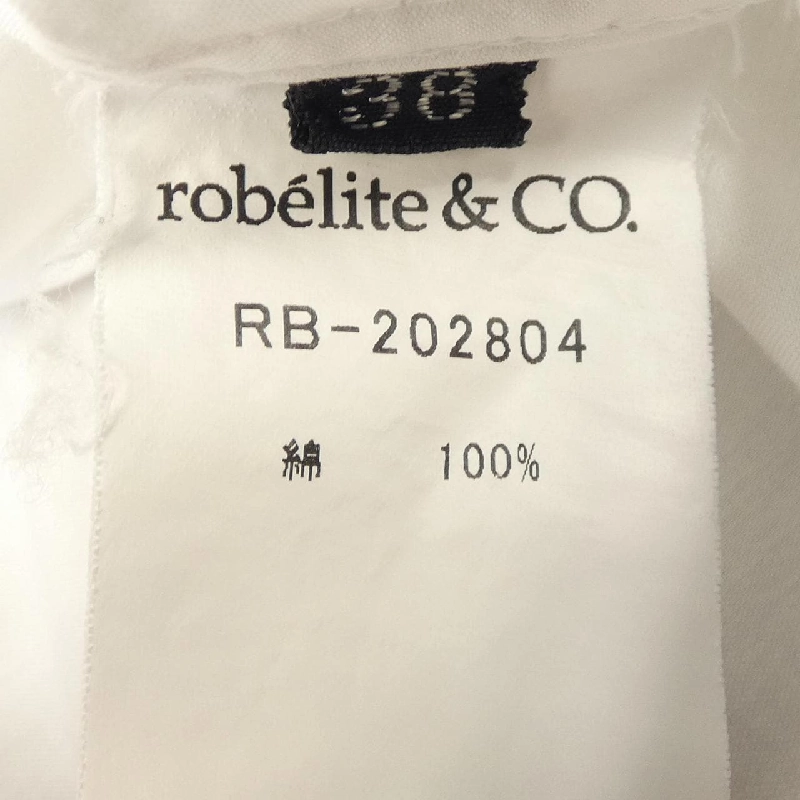 38
robélite & CO.
RB-202804
綿 100%